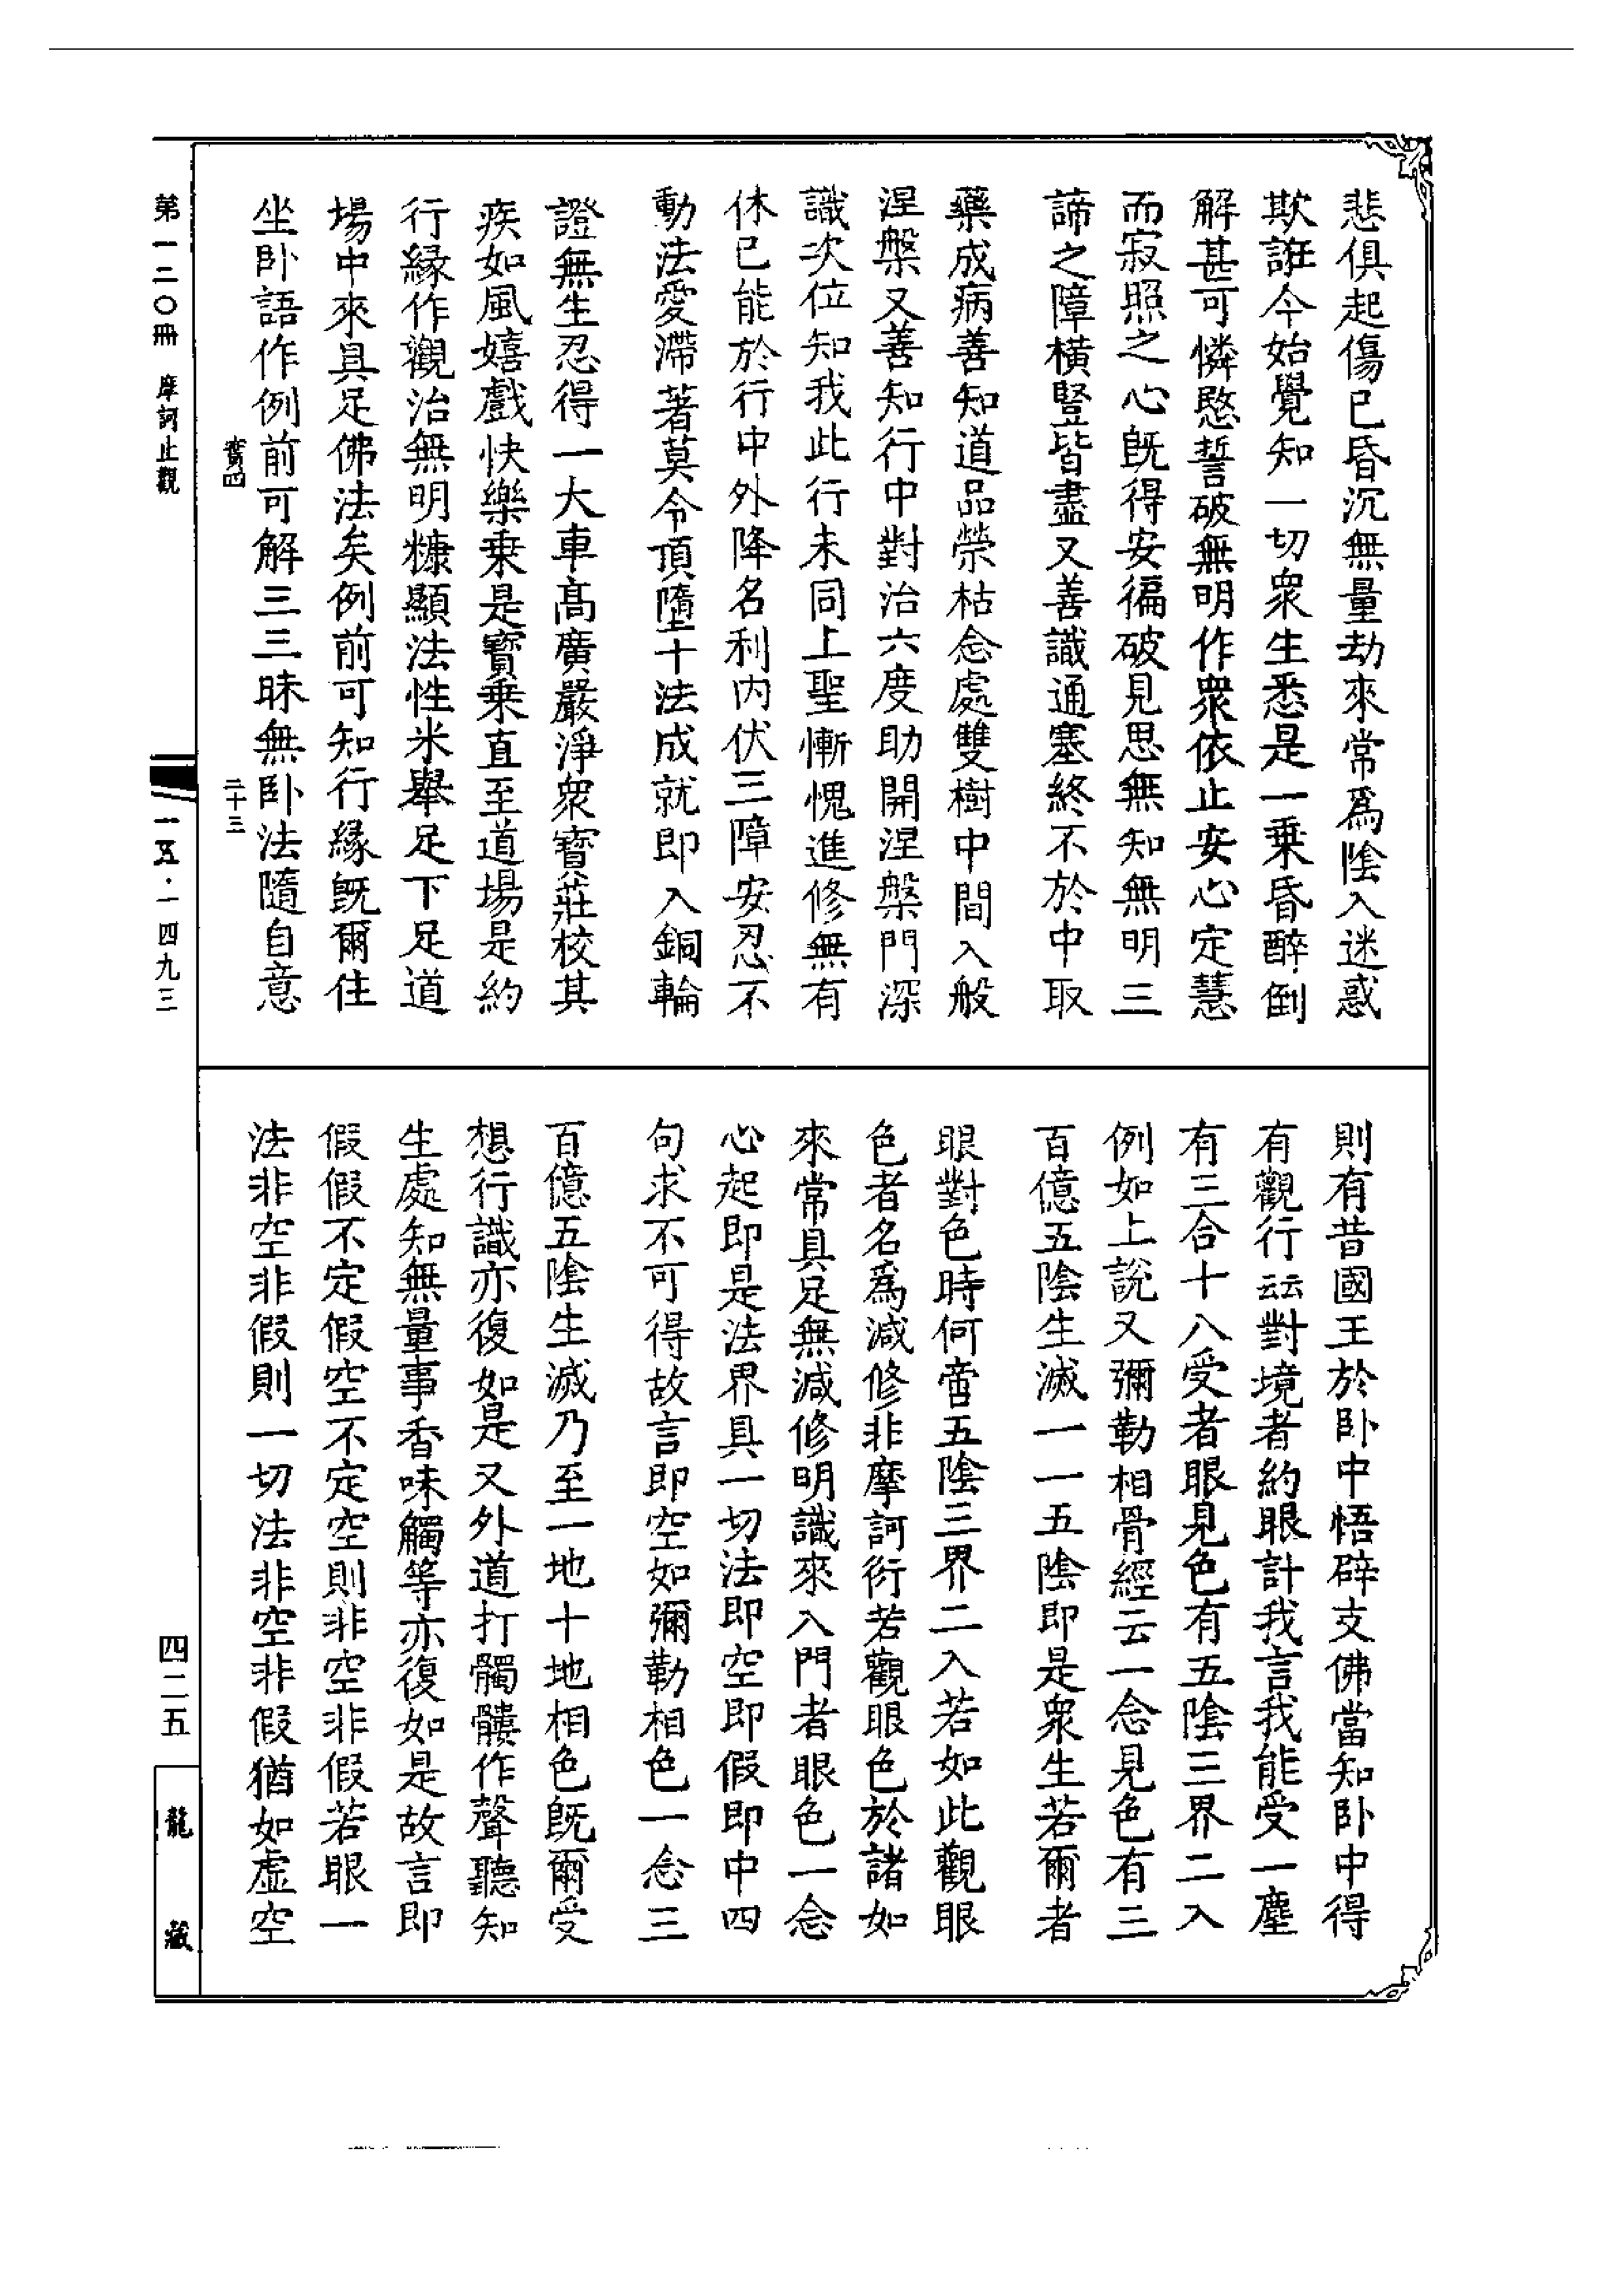 悲俱起傷已昏沉無量劫來常為陰入迷惑
欺誑今始覺知一切衆生悉是一乗昏醉倒
解甚可憐愍誓破無明作衆依止安心定慧
而寂照之心旣得安徧破見思無知無明三
諦之障橫豎皆盡又善識通塞終不於中取
藥成病善知道品榮枯念處雙樹中間入般
涅槃又善知行中對治六度助開涅槃門深
識次位知我此行未同上聖慚愧進修無有
休已能於行中外降名利内伏三障安忍不
動法愛滯著莫令頂墮十法成就即入銅輪
證無生忍得一大車髙廣嚴淨衆寶莊校其
疾如風嬉戲快樂乗是寶乗直至道場是約
行縁作觀治無明糠顯法性米舉足下足道
場中來具足佛法矣例前可知行縁旣爾住
坐卧語作例前可解三三昧無卧法隨自意
二十三
則有昔國王於卧中悟辟支佛當知卧中得
有觀行云云對境者約眼計我言我能受一塵
有三合十八受者眼見色有五陰三界二入
例如上說又彌勒相骨經云一念見色有三
百億五陰生滅一一五陰即是衆生若爾者
眼對色時何啻五陰三界二入若如此觀眼
色者名為減修非摩訶衍若觀眼色於諸如
來常具足無減修明識來入門者眼色一念
心起即是法界具一切法即空即假即中四
句求不可得故言即空如彌勒相色一念三
百億五陰生滅乃至一地十地相色旣爾受
想行識亦復如是又外道打髑髏作聲聽知
生處知無量事香味觸等亦復如是故言即
假假不定假空不定空則非空非假若眼一
法非空非假則一切法非空非假猶如虛空
第一二〇冊 摩訶止觀
一五·一四九三
四二五
龍藏